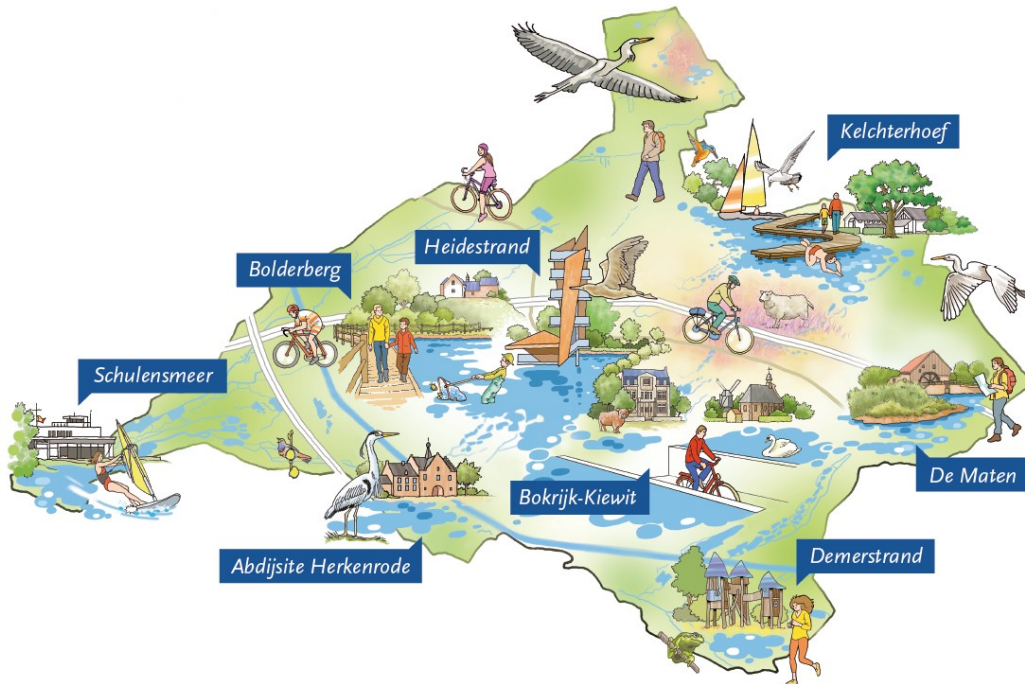 Kelchterhoef
Heidestrand
Bolderberg
Schulensmeer
De Maten
Bokrijk-Kiewit
Abdijsite Herkenrode
Demerstrand